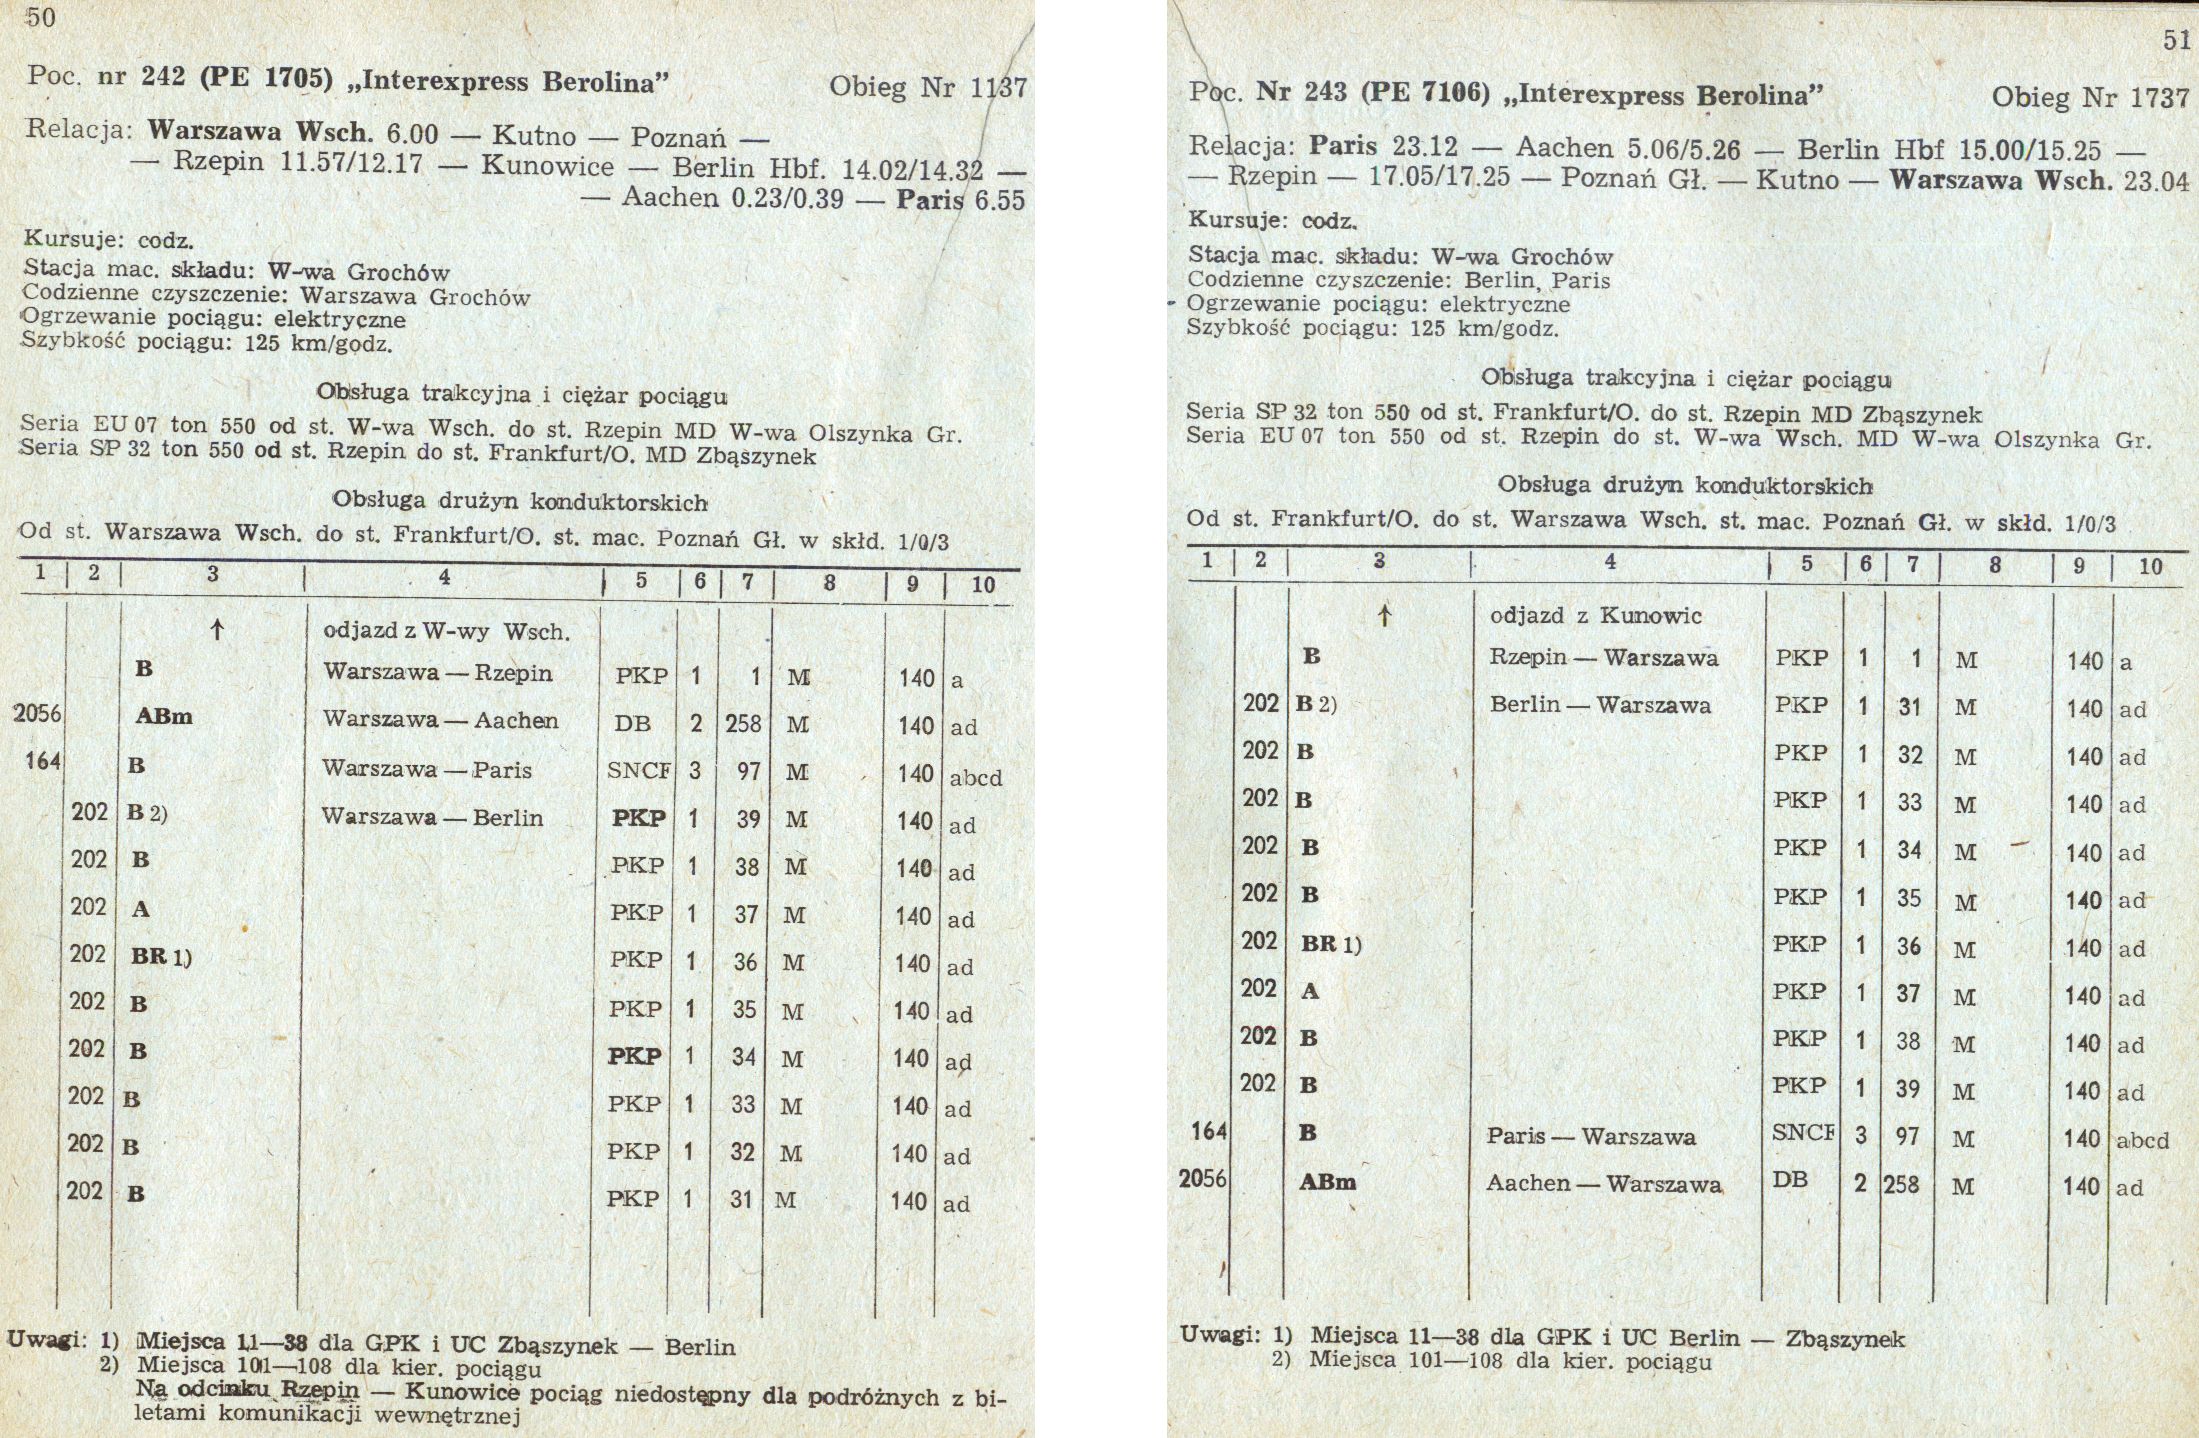 50
Poc. nr 242 (PE 1705) „Interexpress Berolina” Obieg Nr 1137
Relacja: Warszawa Wsch. 6.00 — Kutno — Poznań —
— Rzepin 11.57/12.17 — Kunowice — Berlin Hbf. 14.02/14.32 —
— Aachen 0.23/0.39 — Paris 6.55
Kursuje: codz.
Stacja mac. składu: W-wa Grochów
Codzienne czyszczenie: Warszawa Grochów
Ogrzewanie pociągu: elektryczne
Szybkość pociągu: 125 km/godz.
Obsługa trakcyjna i ciężar pociągu
Seria EU 07 ton 550 od st. W-wa Wsch. do st. Rzepin MD W-wa Olszynka Gr.
Seria SP 32 ton 550 od st. Rzepin do st. Frankfurt/O. MD Zbąszynek
Obsługa drużyn konduktorskich
Od st. Warszawa Wsch. do st. Frankfurt/O. st. mac. Poznań Gł. w skłd. 1/0/3
1 2 3 4 5 6 7 8 9 10
↑ odjazd z W-wy Wsch.
B Warszawa — Rzepin PKP 1 1 M 140 a
2056 ABm Warszawa — Aachen DB 2 258 M 140 ad
164 B Warszawa — Paris SNCF 3 97 M 140 abcd
202 B 2) Warszawa — Berlin PKP 1 39 M 140 ad
202 B PKP 1 38 M 140 ad
202 A PKP 1 37 M 140 ad
202 BR 1) PKP 1 36 M 140 ad
202 B PKP 1 35 M 140 ad
202 B PKP 1 34 M 140 ad
202 B PKP 1 33 M 140 ad
202 B PKP 1 32 M 140 ad
202 B PKP 1 31 M 140 ad
Uwagi: 1) Miejsca 11—38 dla GPK i UC Zbąszynek — Berlin
2) Miejsca 101—108 dla kier. pociągu
Na odcinku Rzepin — Kunowice pociąg niedostępny dla podróżnych z bi-
letami komunikacji wewnętrznej
51
Poc. Nr 243 (PE 7106) „Interexpress Berolina” Obieg Nr 1737
Relacja: Paris 23.12 — Aachen 5.06/5.26 — Berlin Hbf 15.00/15.25 —
— Rzepin — 17.05/17.25 — Poznań Gł. — Kutno — Warszawa Wsch. 23.04
Kursuje: codz.
Stacja mac. składu: W-wa Grochów
Codzienne czyszczenie: Berlin, Paris
Ogrzewanie pociągu: elektryczne
Szybkość pociągu: 125 km/godz.
Obsługa trakcyjna i ciężar pociągu
Seria SP 32 ton 550 od st. Frankfurt/O. do st. Rzepin MD Zbąszynek
Seria EU 07 ton 550 od st. Rzepin do st. W-wa Wsch. MD W-wa Olszynka Gr.
Obsługa drużyn konduktorskich
Od st. Frankfurt/O. do st. Warszawa Wsch. st. mac. Poznań Gł. w skłd. 1/0/3
1 2 3 4 5 6 7 8 9 10
↑ odjazd z Kunowic
B Rzepin — Warszawa PKP 1 1 M 140 a
202 B 2) Berlin — Warszawa PKP 1 31 M 140 ad
202 B PKP 1 32 M 140 ad
202 B PKP 1 33 M 140 ad
202 B PKP 1 34 M 140 ad
202 B PKP 1 35 M 140 ad
202 BR 1) PKP 1 36 M 140 ad
202 A PKP 1 37 M 140 ad
202 B PKP 1 38 M 140 ad
202 B PKP 1 39 M 140 ad
164 B Paris — Warszawa SNCF 3 97 M 140 abcd
2056 ABm Aachen — Warszawa DB 2 258 M 140 ad
Uwagi: 1) Miejsca 11—38 dla GPK i UC Berlin — Zbąszynek
2) Miejsca 101—108 dla kier. pociągu